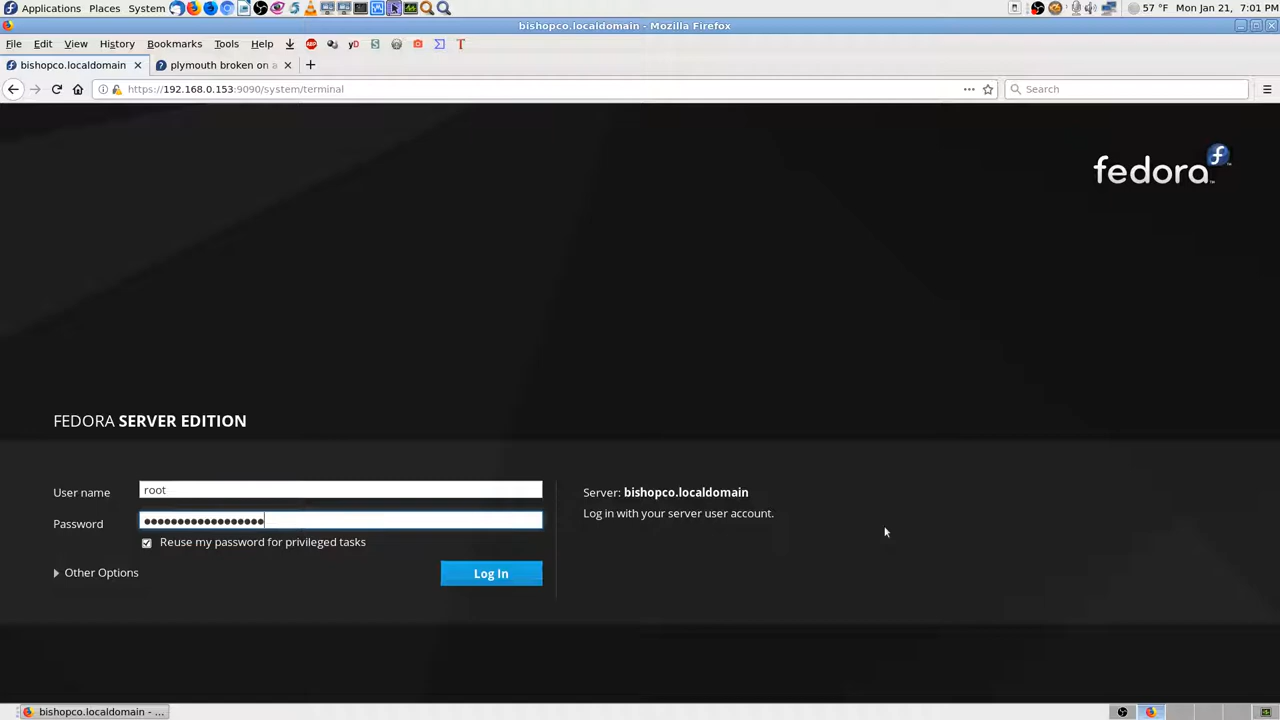 Applications Places System 57 °F Mon Jan 21, 7:01 PM
bishopco.localdomain - Mozilla Firefox
File Edit View History Bookmarks Tools Help yD S Σ T
bishopco.localdomain plymouth broken on a
https://192.168.0.153:9090/system/terminal Search
fedora
FEDORA SERVER EDITION
User name root
Password ••••••••••••••••••
Reuse my password for privileged tasks
Other Options
Log In
Server: bishopco.localdomain
Log in with your server user account.
bishopco.localdomain - ...